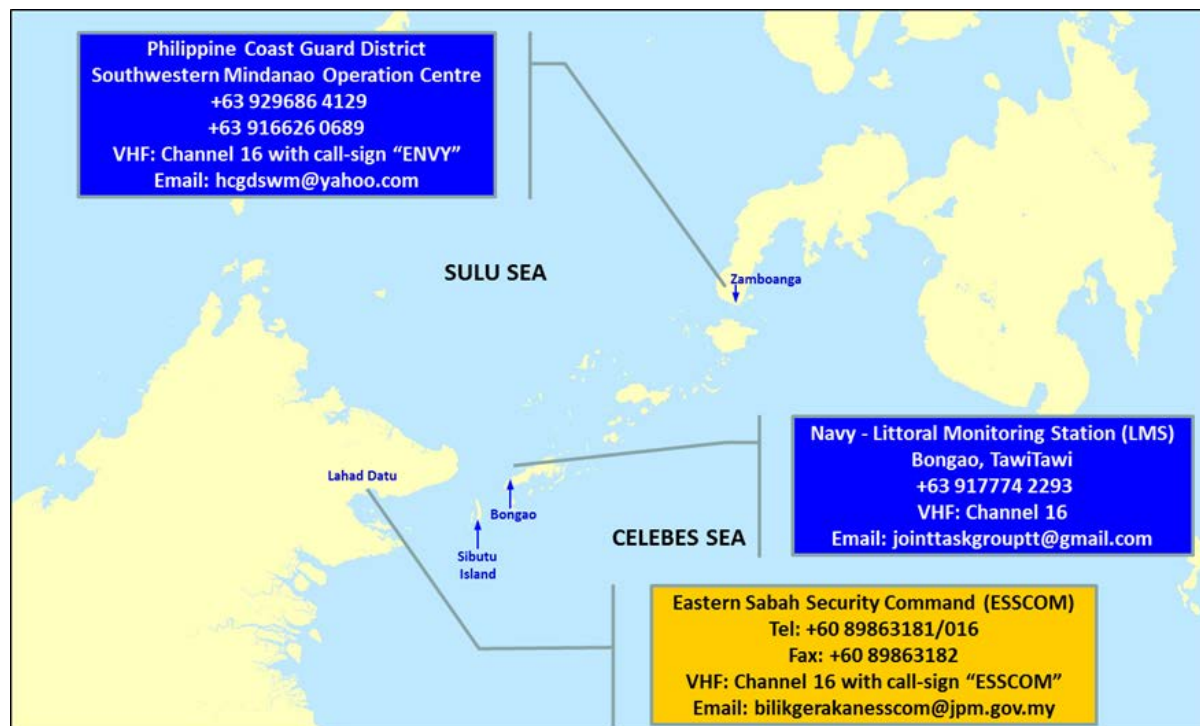 Philippine Coast Guard District
Southwestern Mindanao Operation Centre
+63 929686 4129
+63 916626 0689
VHF: Channel 16 with call-sign “ENVY”
Email: hcgdswm@yahoo.com
SULU SEA
Zamboanga
Lahad Datu
Bongao
Sibutu
Island
CELEBES SEA
Navy - Littoral Monitoring Station (LMS)
Bongao, TawiTawi
+63 917774 2293
VHF: Channel 16
Email: jointtaskgrouptt@gmail.com
Eastern Sabah Security Command (ESSCOM)
Tel: +60 89863181/016
Fax: +60 89863182
VHF: Channel 16 with call-sign “ESSCOM”
Email: bilikgerakanesscom@jpm.gov.my